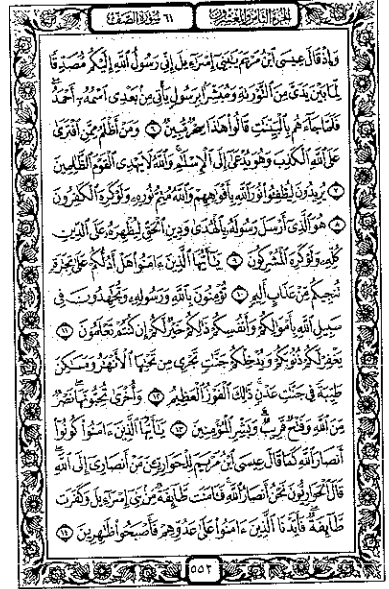 الجزء الثامن والعشرون ٦١ سورة الصف
وَإِذْ قَالَ عِيسَى ابْنُ مَرْيَمَ يَٰبَنِىٓ إِسْرَٰٓءِيلَ إِنِّى رَسُولُ ٱللَّهِ إِلَيْكُم مُّصَدِّقًا
لِّمَا بَيْنَ يَدَىَّ مِنَ ٱلتَّوْرَىٰةِ وَمُبَشِّرًۢا بِرَسُولٍ يَأْتِى مِنۢ بَعْدِى ٱسْمُهُۥٓ أَحْمَدُ
فَلَمَّا جَآءَهُم بِٱلْبَيِّنَٰتِ قَالُوا۟ هَٰذَا سِحْرٌ مُّبِينٌ ٦ وَمَنْ أَظْلَمُ مِمَّنِ ٱفْتَرَىٰ
عَلَى ٱللَّهِ ٱلْكَذِبَ وَهُوَ يُدْعَىٰٓ إِلَى ٱلْإِسْلَٰمِ وَٱللَّهُ لَا يَهْدِى ٱلْقَوْمَ ٱلظَّٰلِمِينَ
٧ يُرِيدُونَ لِيُطْفِـُٔوا۟ نُورَ ٱللَّهِ بِأَفْوَٰهِهِمْ وَٱللَّهُ مُتِمُّ نُورِهِۦ وَلَوْ كَرِهَ ٱلْكَٰفِرُونَ
٨ هُوَ ٱلَّذِىٓ أَرْسَلَ رَسُولَهُۥ بِٱلْهُدَىٰ وَدِينِ ٱلْحَقِّ لِيُظْهِرَهُۥ عَلَى ٱلدِّينِ
كُلِّهِۦ وَلَوْ كَرِهَ ٱلْمُشْرِكُونَ ٩ يَٰٓأَيُّهَا ٱلَّذِينَ ءَامَنُوا۟ هَلْ أَدُلُّكُمْ عَلَىٰ تِجَٰرَةٍ
تُنجِيكُم مِّنْ عَذَابٍ أَلِيمٍ ١٠ تُؤْمِنُونَ بِٱللَّهِ وَرَسُولِهِۦ وَتُجَٰهِدُونَ فِى
سَبِيلِ ٱللَّهِ بِأَمْوَٰلِكُمْ وَأَنفُسِكُمْ ذَٰلِكُمْ خَيْرٌ لَّكُمْ إِن كُنتُمْ تَعْلَمُونَ ١١
يَغْفِرْ لَكُمْ ذُنُوبَكُمْ وَيُدْخِلْكُمْ جَنَّٰتٍ تَجْرِى مِن تَحْتِهَا ٱلْأَنْهَٰرُ وَمَسَٰكِنَ
طَيِّبَةً فِى جَنَّٰتِ عَدْنٍ ذَٰلِكَ ٱلْفَوْزُ ٱلْعَظِيمُ ١٢ وَأُخْرَىٰ تُحِبُّونَهَا نَصْرٌ
مِّنَ ٱللَّهِ وَفَتْحٌ قَرِيبٌ وَبَشِّرِ ٱلْمُؤْمِنِينَ ١٣ يَٰٓأَيُّهَا ٱلَّذِينَ ءَامَنُوا۟ كُونُوٓا۟
أَنصَارَ ٱللَّهِ كَمَا قَالَ عِيسَى ٱبْنُ مَرْيَمَ لِلْحَوَارِيِّـۧنَ مَنْ أَنصَارِىٓ إِلَى ٱللَّهِ
قَالَ ٱلْحَوَارِيُّونَ نَحْنُ أَنصَارُ ٱللَّهِ فَـَٔامَنَت طَّآئِفَةٌ مِّنۢ بَنِىٓ إِسْرَٰٓءِيلَ وَكَفَرَت
طَّآئِفَةٌ فَأَيَّدْنَا ٱلَّذِينَ ءَامَنُوا۟ عَلَىٰ عَدُوِّهِمْ فَأَصْبَحُوا۟ ظَٰهِرِينَ ١٤
٥٥٢